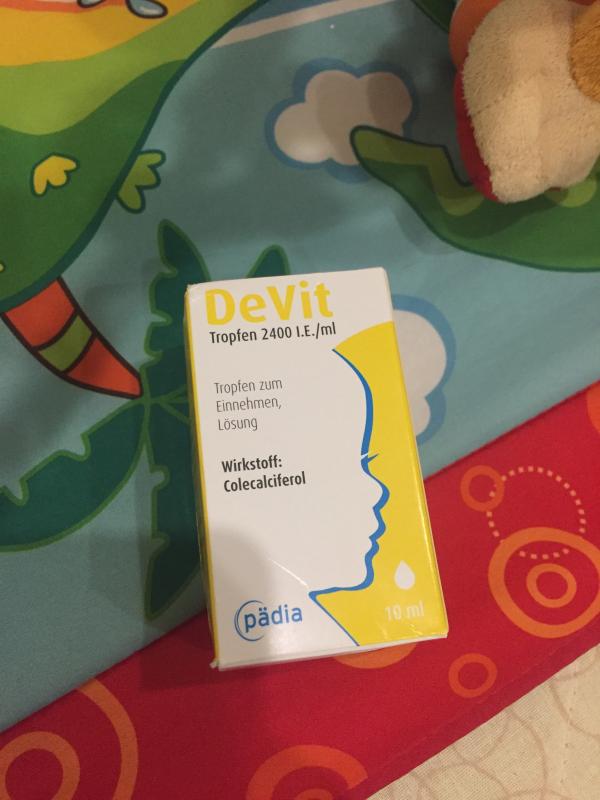 DeVit
Tropfen 2400 I.E./ml
Tropfen zum
Einnehmen,
Lösung
Wirkstoff:
Colecalciferol
pädia
10 ml